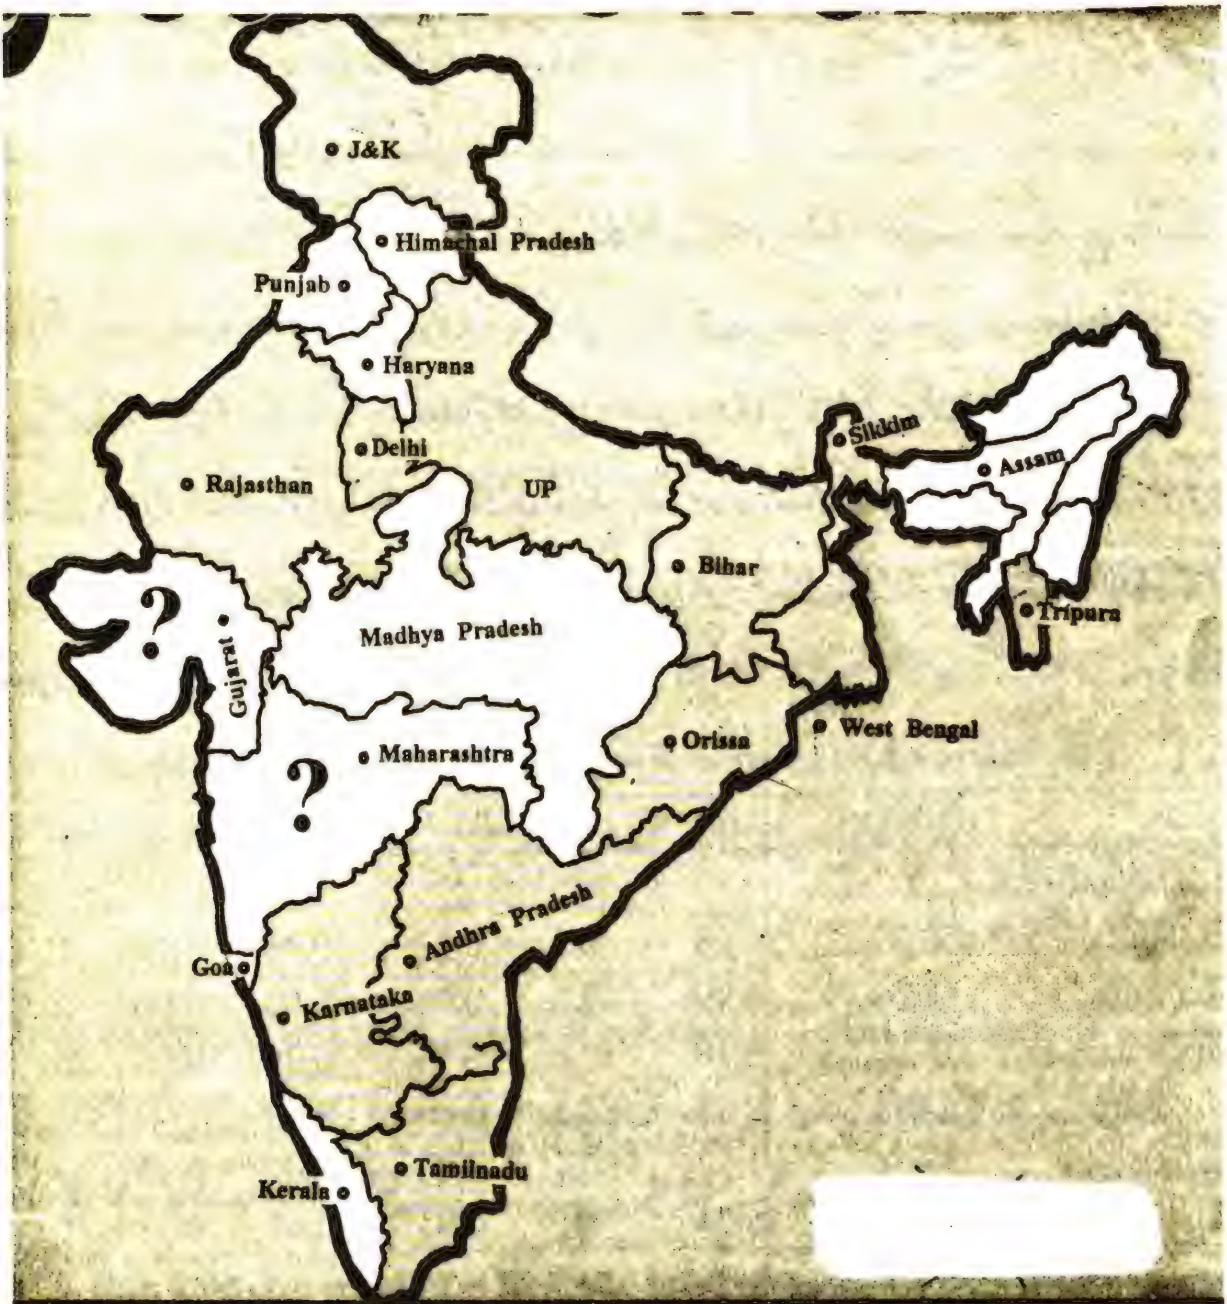 J&K
Himachal Pradesh
Punjab
Haryana
Delhi
Sikkim
Assam
Rajasthan
UP
Bihar
?
Gujarat
Tripura
Madhya Pradesh
Maharashtra
?
Orissa
West Bengal
Andhra Pradesh
Goa
Karnataka
Tamilnadu
Kerala